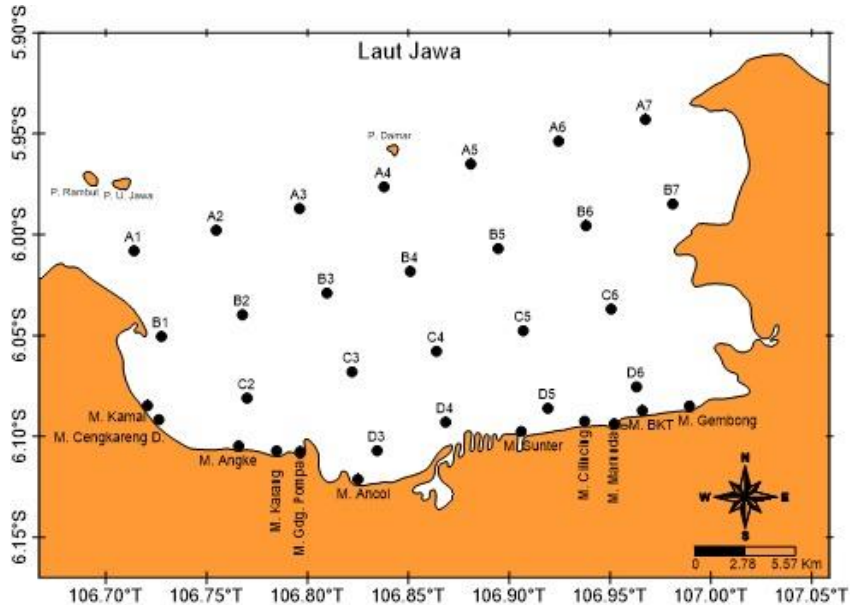 Laut Jawa
5.90°S
5.95°S
6.00°S
6.05°S
6.10°S
6.15°S
A7
A6
P. Damar
A5
A4
P. Rambut
P. U. Jawa
A3
B7
A2
B6
A1
B5
B4
B3
C6
B2
B1
C5
C4
C3
D6
C2
D5
M. Kamal
D4
M. Gembong
M. BKT
M. Cengkareng D.
M. Sunter
D3
M. Angke
M. Karang
M. Gdg. Pompa
M. Cilincing
M. Marunda
M. Ancol
N
W
E
S
0 2.78 5.57 Km
106.70°T 106.75°T 106.80°T 106.85°T 106.90°T 106.95°T 107.00°T 107.05°T